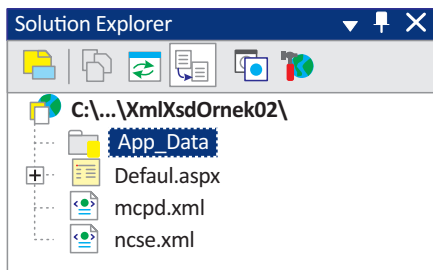 Solution Explorer
C:\...\XmlXsdOrnek02\
App_Data
Defaul.aspx
mcpd.xml
ncse.xml